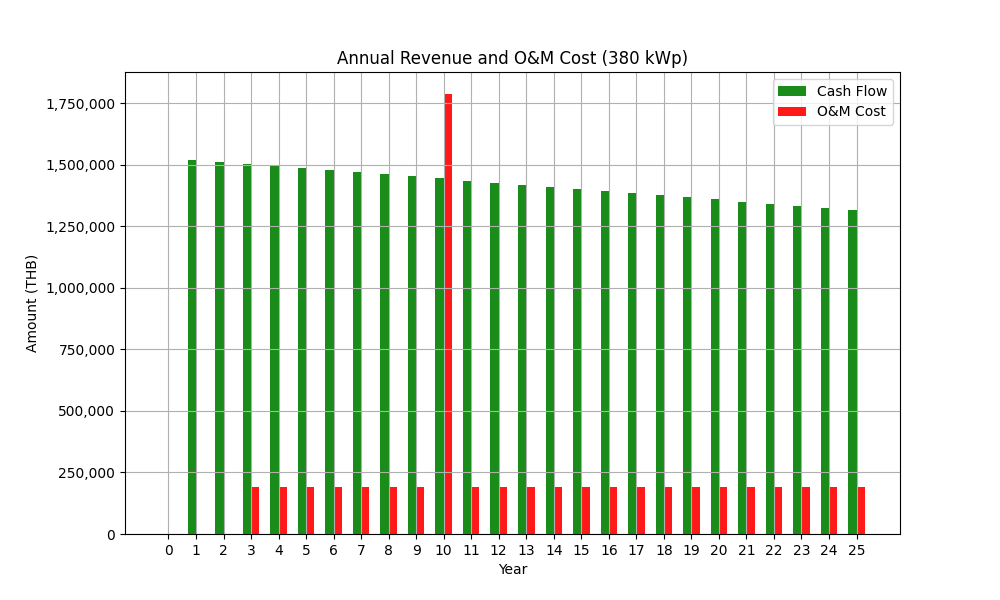 Annual Revenue and O&M Cost (380 kWp)
Cash Flow
O&M Cost
Amount (THB)
1,750,000
1,500,000
1,250,000
1,000,000
750,000
500,000
250,000
0
0 1 2 3 4 5 6 7 8 9 10 11 12 13 14 15 16 17 18 19 20 21 22 23 24 25
Year